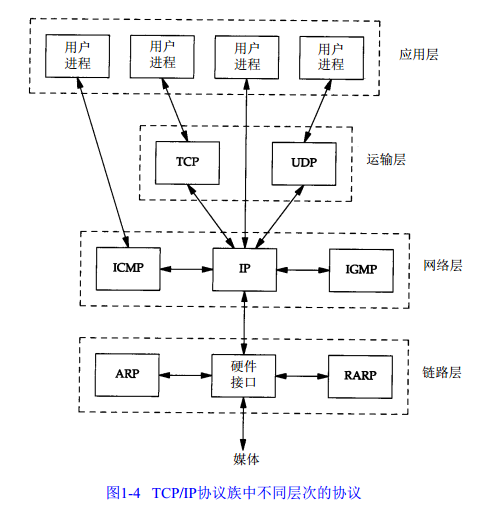 用户
进程
用户
进程
用户
进程
用户
进程
应用层
TCP
UDP
运输层
ICMP
IP
IGMP
网络层
ARP
硬件
接口
RARP
链路层
媒体
图1-4 TCP/IP协议族中不同层次的协议